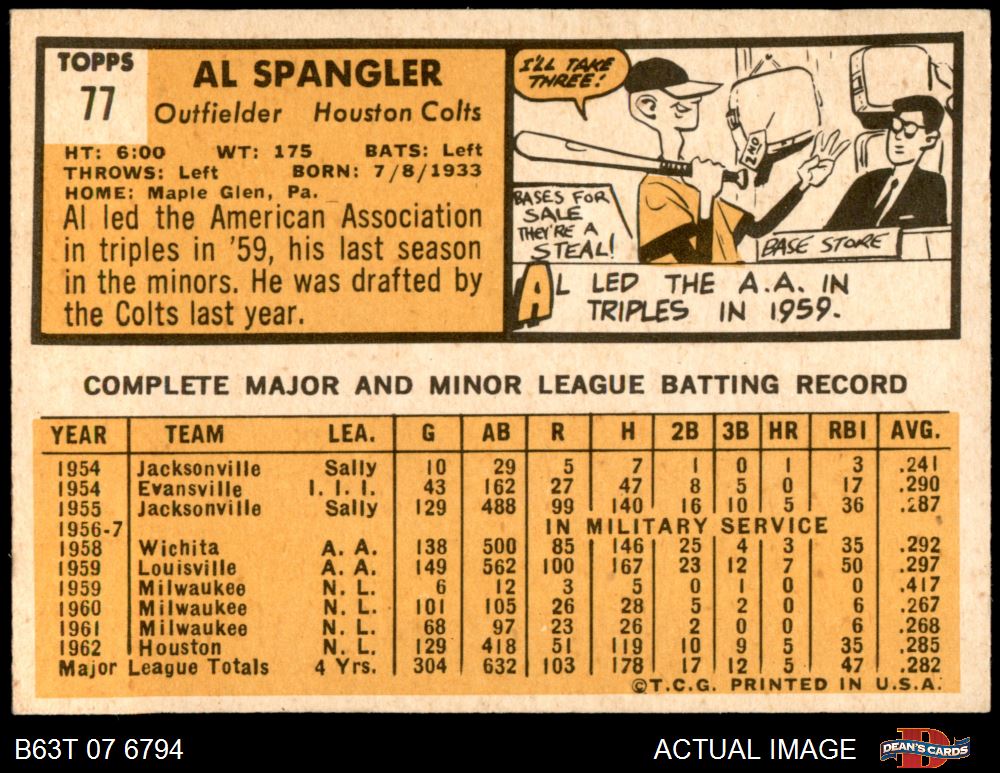 TOPPS
77
AL SPANGLER
Outfielder Houston Colts
HT: 6:00 WT: 175 BATS: Left
THROWS: Left BORN: 7/8/1933
HOME: Maple Glen, Pa.
Al led the American Association
in triples in '59, his last season
in the minors. He was drafted by
the Colts last year.
I'LL TAKE
THREE!
2ND
BASES FOR
SALE
THEY'RE A
STEAL!
BASE STORE
AL LED THE A.A. IN
TRIPLES IN 1959.
COMPLETE MAJOR AND MINOR LEAGUE BATTING RECORD
YEAR TEAM LEA. G AB R H 2B 3B HR RBI AVG.
1954 Jacksonville Sally 10 29 5 7 1 0 1 3 .241
1954 Evansville I. I. I. 43 162 27 47 8 5 0 17 .290
1955 Jacksonville Sally 129 488 99 140 16 10 5 36 .287
1956-7 IN MILITARY SERVICE
1958 Wichita A. A. 138 500 85 146 25 4 3 35 .292
1959 Louisville A. A. 149 562 100 167 23 12 7 50 .297
1959 Milwaukee N. L. 6 12 3 5 0 1 0 0 .417
1960 Milwaukee N. L. 101 105 26 28 5 2 0 6 .267
1961 Milwaukee N. L. 68 97 23 26 2 0 0 6 .268
1962 Houston N. L. 129 418 51 119 10 9 5 35 .285
Major League Totals 4 Yrs. 304 632 103 178 17 12 5 47 .282
©T.C.G. PRINTED IN U.S.A.
B63T 07 6794 ACTUAL IMAGE DEAN'S CARDS